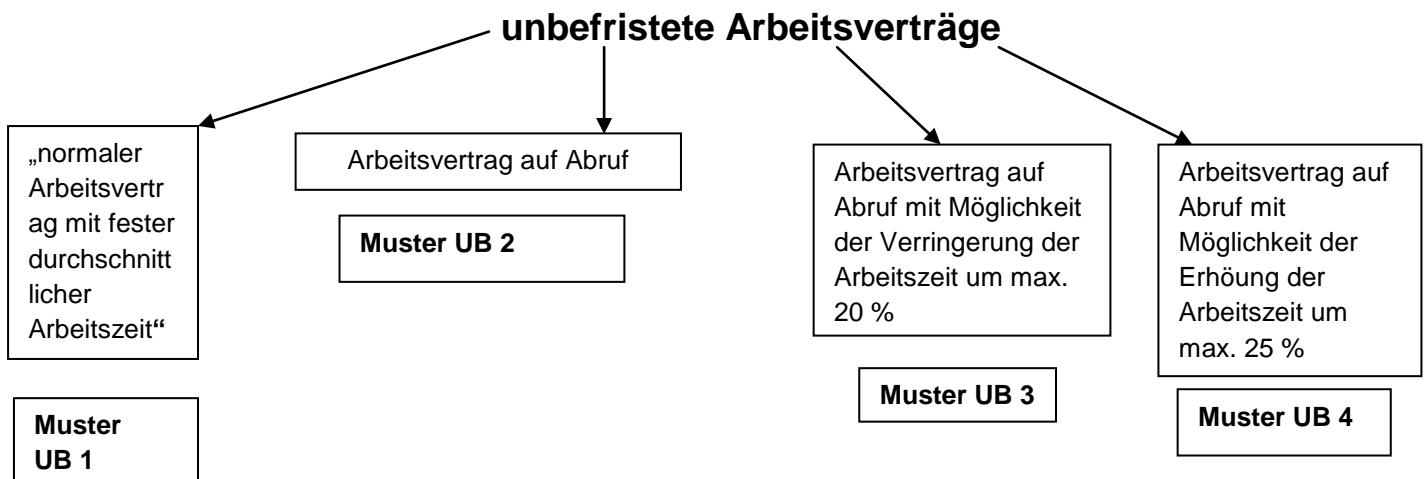 unbefristete Arbeitsverträge
„normaler
Arbeitsvertr
ag mit fester
durchschnitt
licher
Arbeitszeit“
Muster
UB 1
Arbeitsvertrag auf Abruf
Muster UB 2
Arbeitsvertrag auf
Abruf mit Möglichkeit
der Verringerung der
Arbeitszeit um max.
20 %
Muster UB 3
Arbeitsvertrag auf
Abruf mit
Möglichkeit der
Erhöung der
Arbeitszeit um
max. 25 %
Muster UB 4